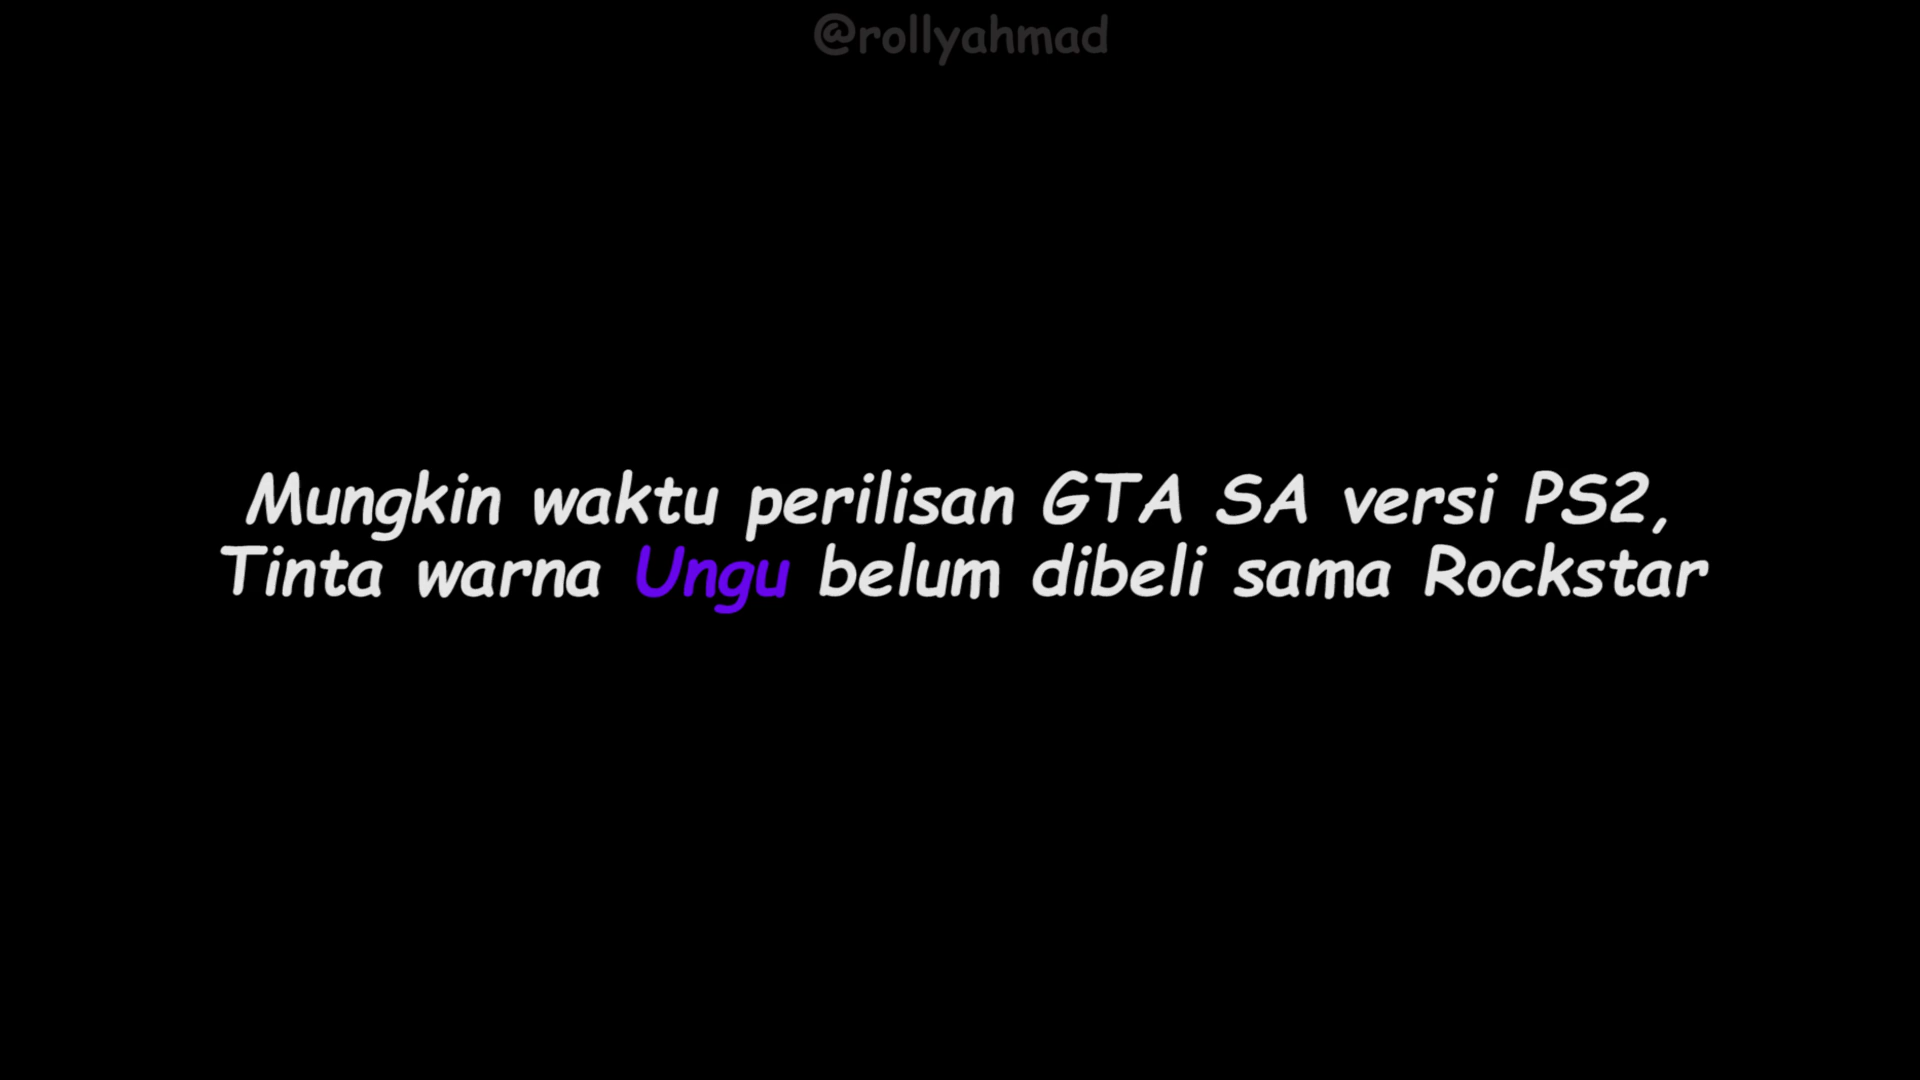 @rollyahmad
Mungkin waktu perilisan GTA SA versi PS2,
Tinta warna Ungu belum dibeli sama Rockstar